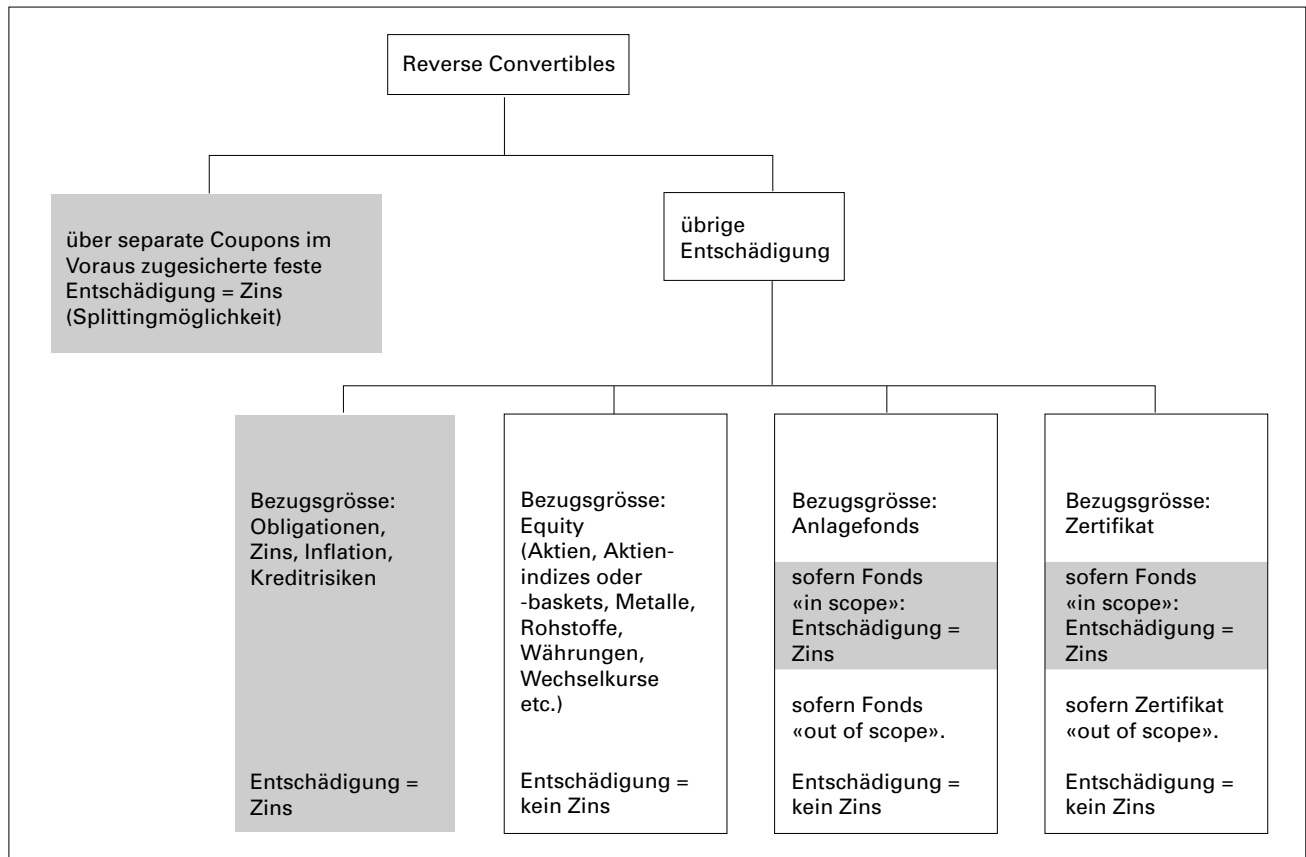 Reverse Convertibles
über separate Coupons im
Voraus zugesicherte feste
Entschädigung = Zins
(Splittingmöglichkeit)
übrige
Entschädigung
Bezugsgrösse:
Obligationen,
Zins, Inflation,
Kreditrisiken
Entschädigung =
Zins
Bezugsgrösse:
Equity
(Aktien, Aktien-
indizes oder
-baskets, Metalle,
Rohstoffe,
Währungen,
Wechselkurse
etc.)
Entschädigung =
kein Zins
Bezugsgrösse:
Anlagefonds
sofern Fonds
«in scope»:
Entschädigung =
Zins
sofern Fonds
«out of scope».
Entschädigung =
kein Zins
Bezugsgrösse:
Zertifikat
sofern Fonds
«in scope»:
Entschädigung =
Zins
sofern Zertifikat
«out of scope».
Entschädigung =
kein Zins